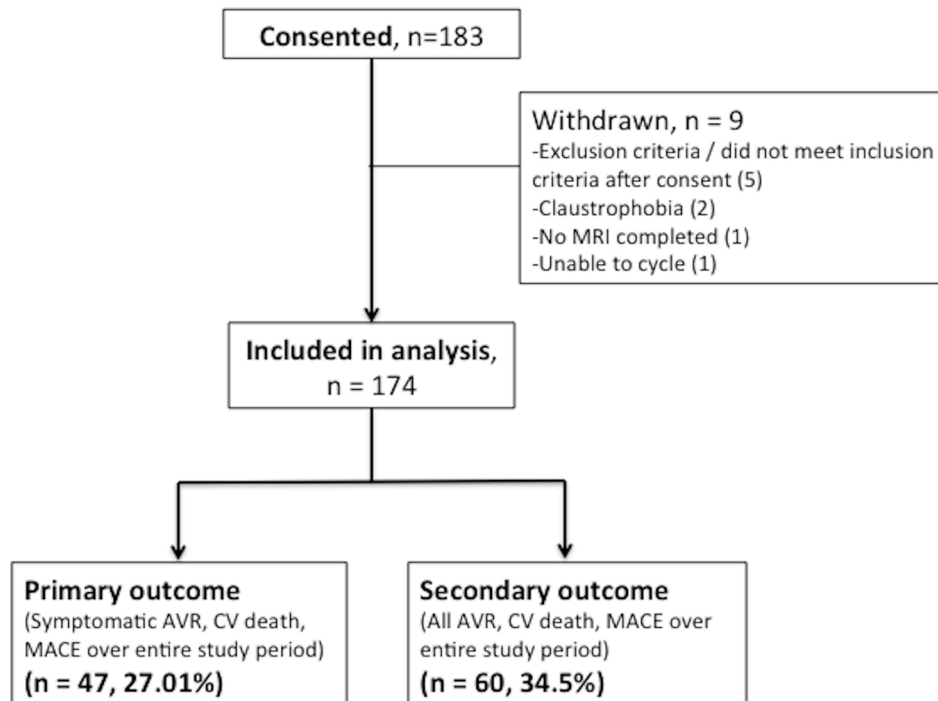 Consented, n=183
Withdrawn, n = 9
-Exclusion criteria / did not meet inclusion
criteria after consent (5)
-Claustrophobia (2)
-No MRI completed (1)
-Unable to cycle (1)
Included in analysis,
n = 174
Primary outcome
(Symptomatic AVR, CV death,
MACE over entire study period)
(n = 47, 27.01%)
Secondary outcome
(All AVR, CV death, MACE over
entire study period)
(n = 60, 34.5%)